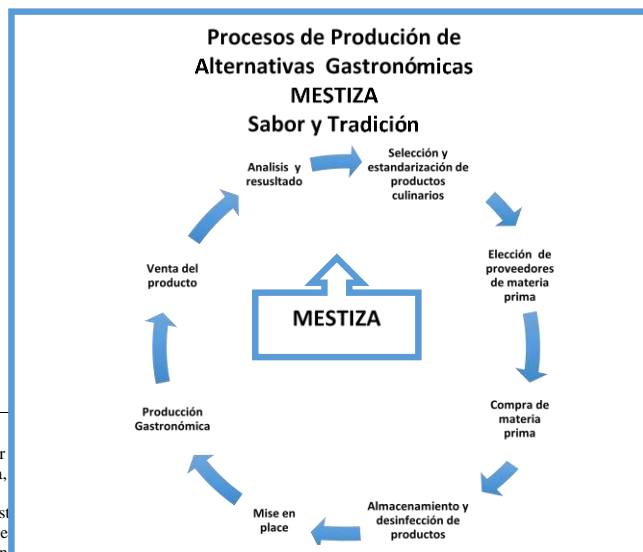 Procesos de Produción de
Alternativas Gastronómicas
MESTIZA
Sabor y Tradición
Analisis y
resusltado
Selección y
estandarización de
productos
culinarios
Elección de
proveedores
de materia
prima
Compra de
materia
prima
Almacenamiento y
desinfección de
productos
Mise en
place
Producción
Gastronómica
Venta del
producto
MESTIZA